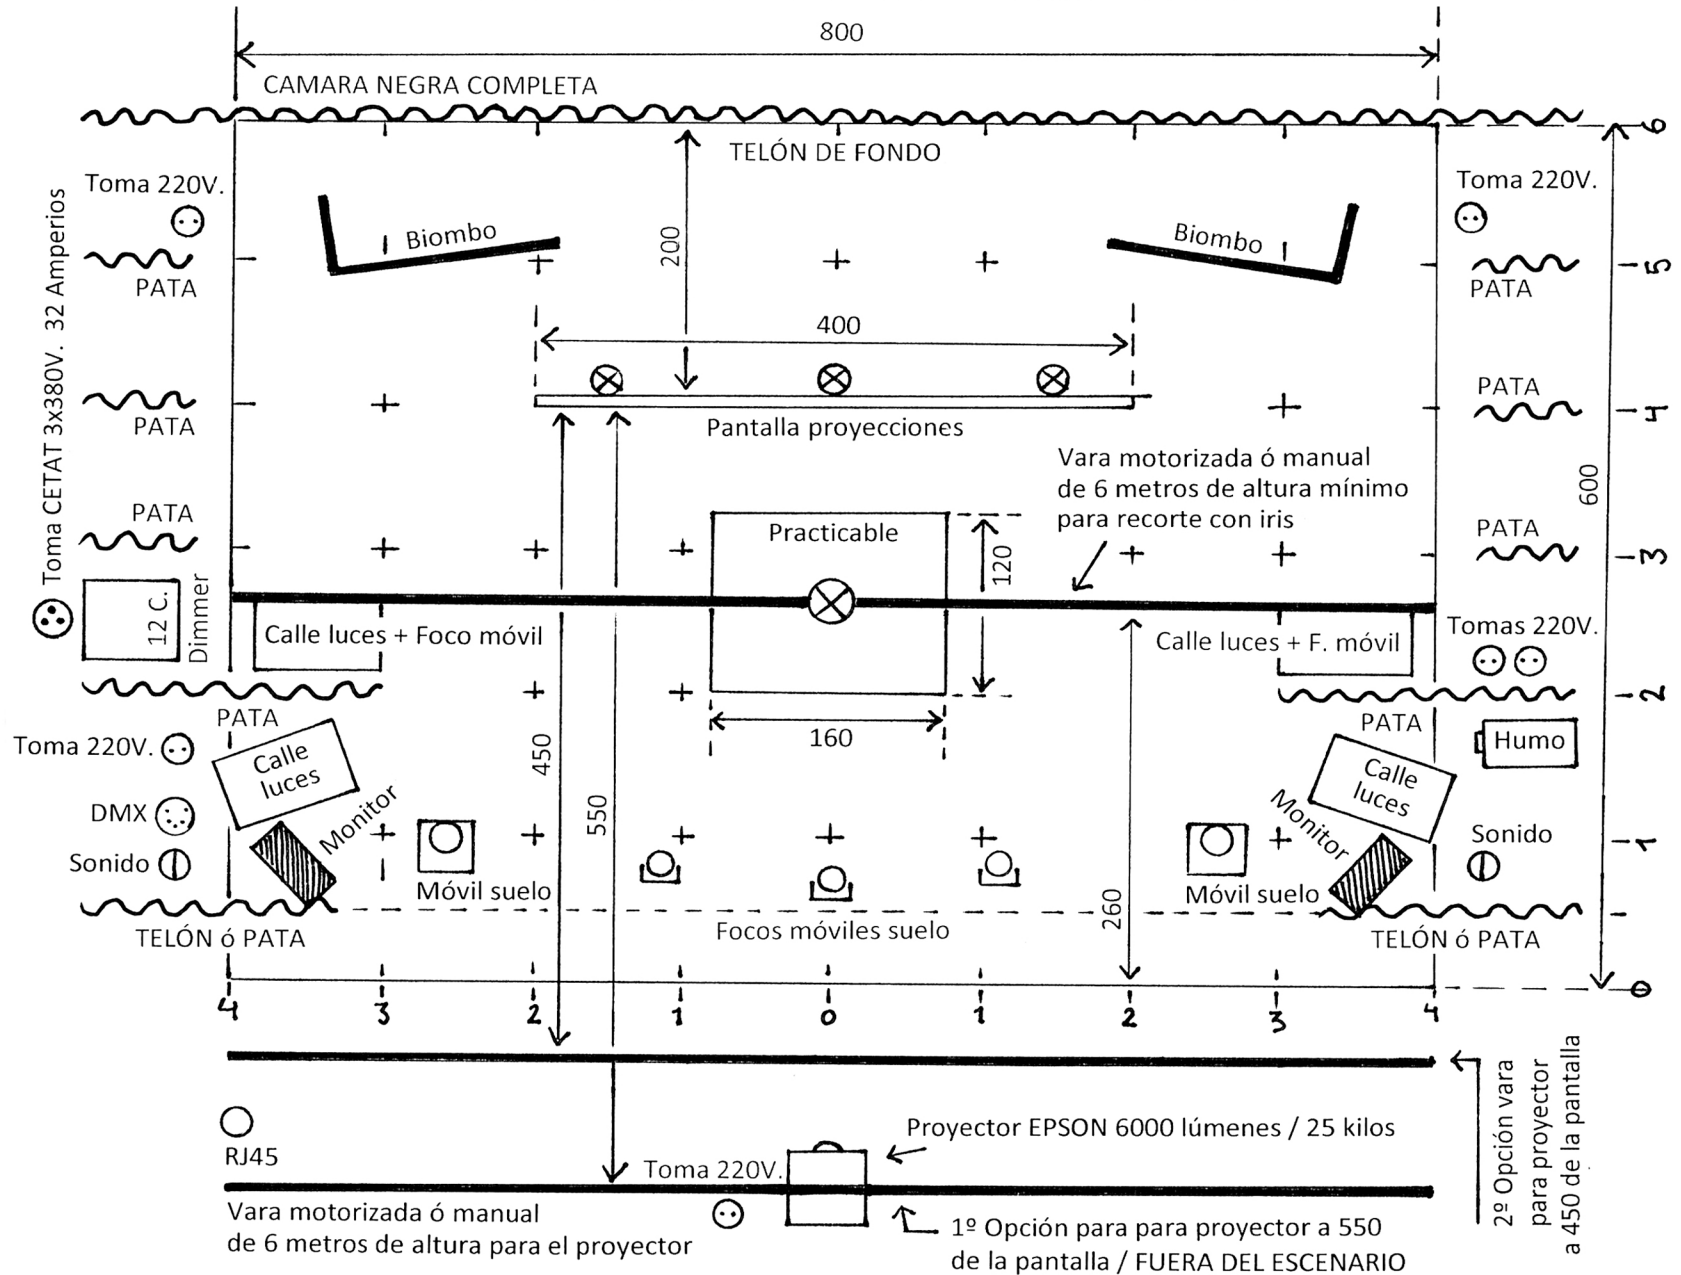 800
CAMARA NEGRA COMPLETA
6
TELÓN DE FONDO
Toma 220V.
Toma 220V.
Biombo
Biombo
200
5
PATA
PATA
Toma CETAT 3x380V. 32 Amperios
400
PATA
4
PATA
Pantalla proyecciones
Vara motorizada ó manual
de 6 metros de altura mínimo
para recorte con iris
600
PATA
Practicable
PATA
3
120
12 C.
Dimmer
Calle luces + Foco móvil
Calle luces + F. móvil
Tomas 220V.
2
PATA
PATA
160
450
Toma 220V.
Calle
luces
Calle
luces
Humo
550
DMX
Monitor
Monitor
1
Sonido
Sonido
Móvil suelo
Móvil suelo
260
Focos móviles suelo
TELÓN ó PATA
TELÓN ó PATA
0
4 3 2 1 0 1 2 3 4
2º Opción vara
para proyector
a 450 de la pantalla
RJ45
Proyector EPSON 6000 lúmenes / 25 kilos
Toma 220V.
Vara motorizada ó manual
de 6 metros de altura para el proyector
1º Opción para para proyector a 550
de la pantalla / FUERA DEL ESCENARIO